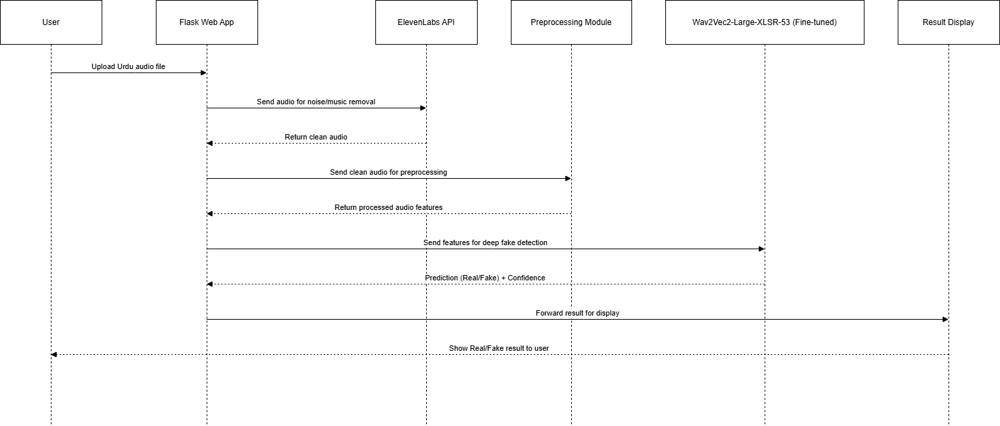 User
Flask Web App
ElevenLabs API
Preprocessing Module
Wav2Vec2-Large-XLSR-53 (Fine-tuned)
Result Display
Upload Urdu audio file
Send audio for noise/music removal
Return clean audio
Send clean audio for preprocessing
Return processed audio features
Send features for deep fake detection
Prediction (Real/Fake) + Confidence
Forward result for display
Show Real/Fake result to user